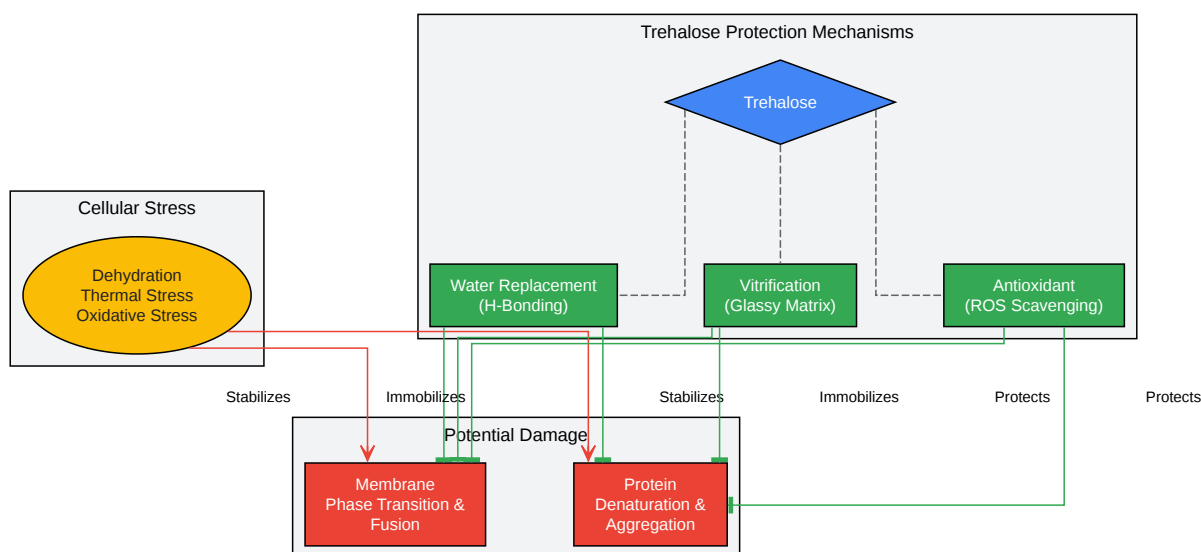 Trehalose Protection Mechanisms
Trehalose
Cellular Stress
Dehydration
Thermal Stress
Oxidative Stress
Water Replacement
(H-Bonding)
Vitrification
(Glassy Matrix)
Antioxidant
(ROS Scavenging)
Stabilizes
Immobilizes
Stabilizes
Immobilizes
Protects
Protects
Potential Damage
Membrane
Phase Transition &
Fusion
Protein
Denaturation &
Aggregation